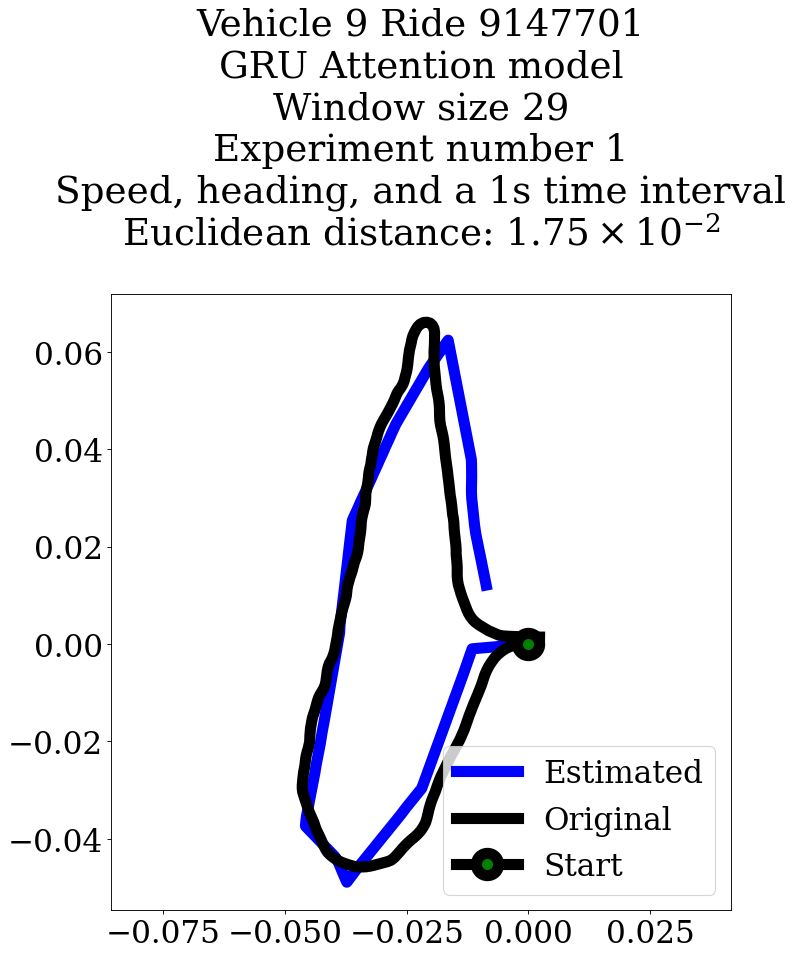 Vehicle 9 Ride 9147701
GRU Attention model
Window size 29
Experiment number 1
Speed, heading, and a 1s time interval
Euclidean distance: 1.75 × 10⁻²
0.06
0.04
0.02
0.00
−0.02
−0.04
Estimated
Original
Start
−0.075 −0.050 −0.025 0.000 0.025